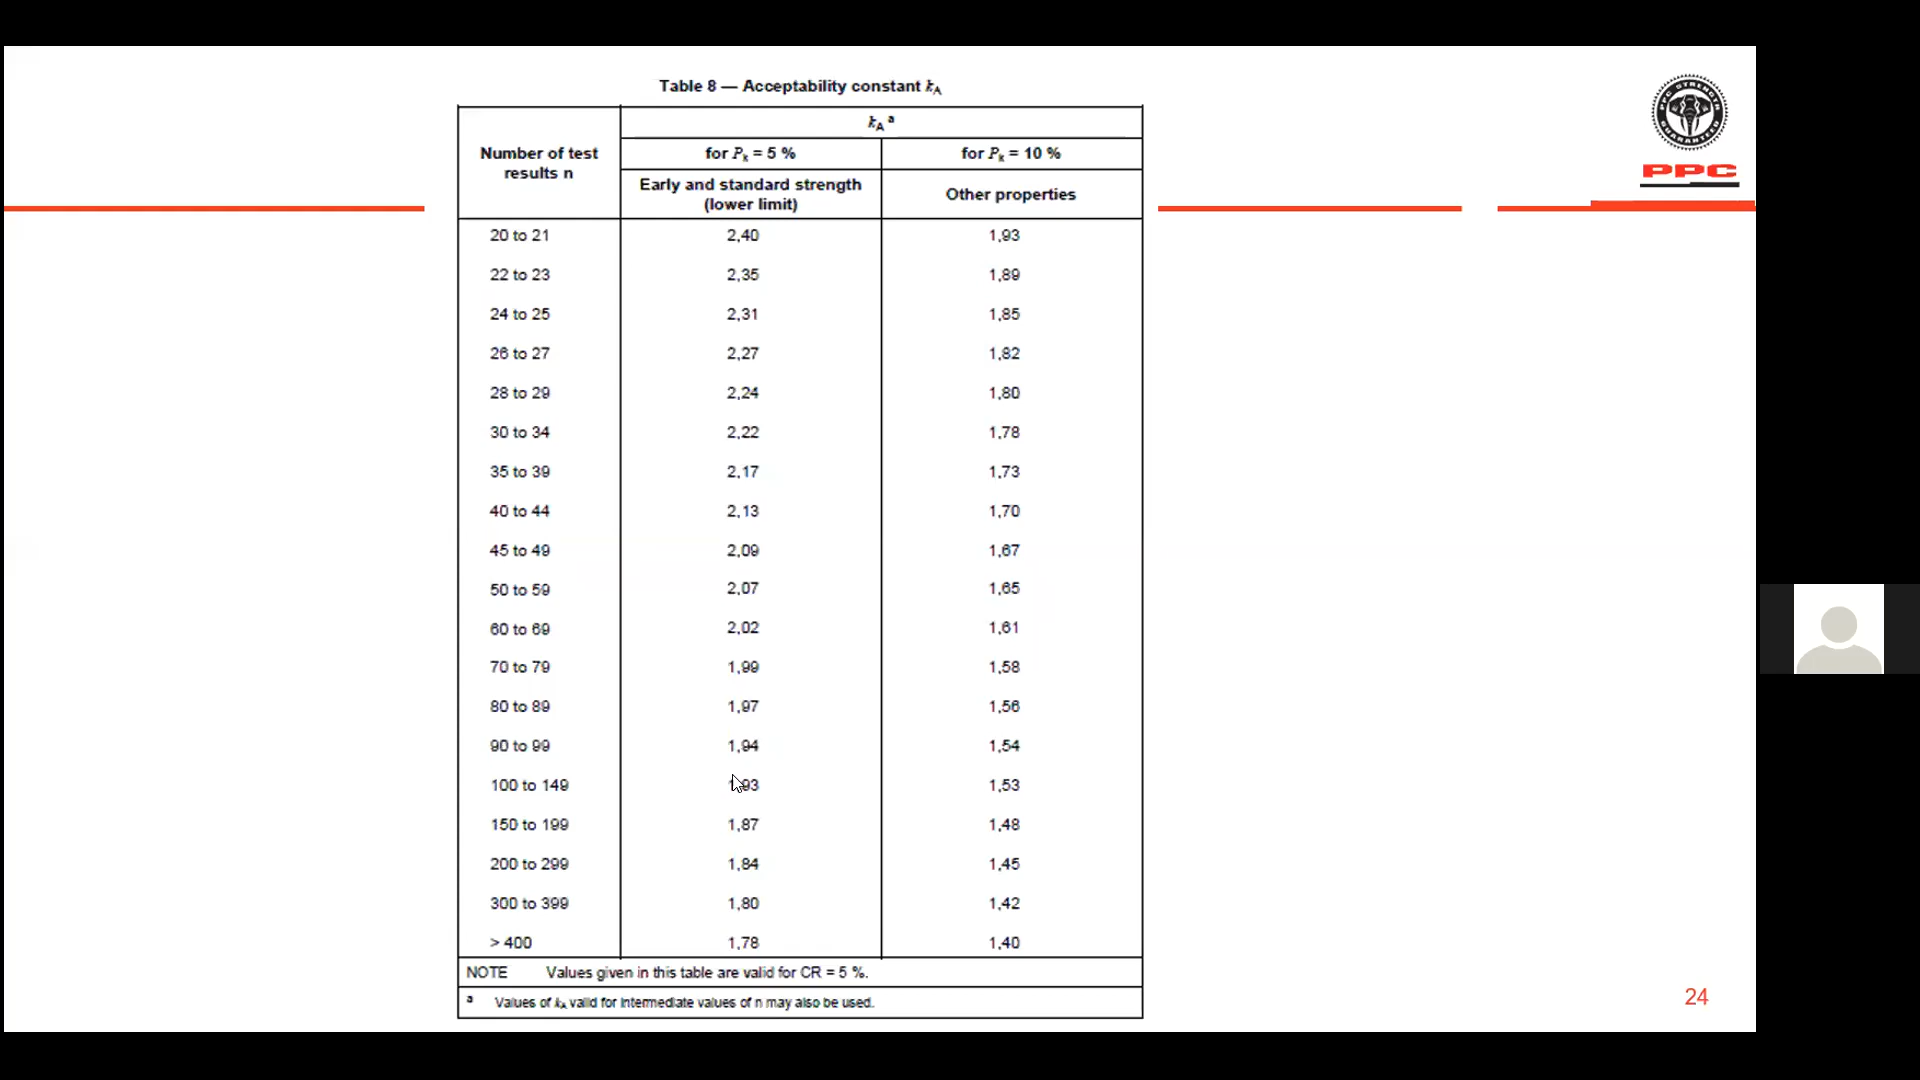 Table 8 — Acceptability constant kA
Number of test
results n
kA a
for Pk = 5 %
for Pk = 10 %
Early and standard strength
(lower limit)
Other properties
20 to 21 2,40 1,93
22 to 23 2,35 1,89
24 to 25 2,31 1,85
26 to 27 2,27 1,82
28 to 29 2,24 1,80
30 to 34 2,22 1,78
35 to 39 2,17 1,73
40 to 44 2,13 1,70
45 to 49 2,09 1,67
50 to 59 2,07 1,65
60 to 69 2,02 1,61
70 to 79 1,99 1,58
80 to 89 1,97 1,56
90 to 99 1,94 1,54
100 to 149 1,93 1,53
150 to 199 1,87 1,48
200 to 299 1,84 1,45
300 to 399 1,80 1,42
> 400 1,78 1,40
NOTE Values given in this table are valid for CR = 5 %.
a Values of kA valid for intermediate values of n may also be used.
PPC STRENGTH
GUARANTEED
PPC
24